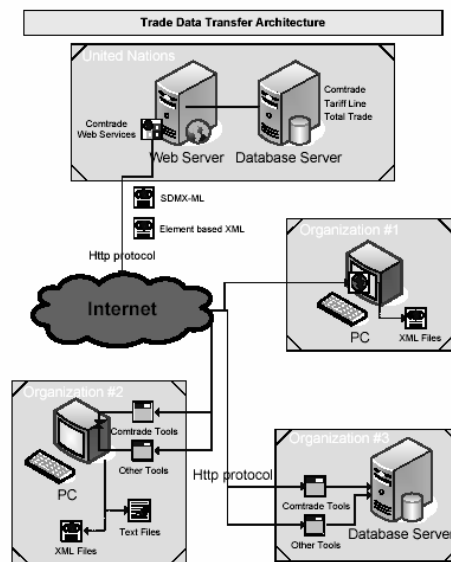 Trade Data Transfer Architecture
United Nations
Comtrade
Tariff Line
Total Trade
Comtrade
Web Services
Web Server
Database Server
SDMX-ML
Element based XML
Http protocol
Internet
Organization #1
PC
XML Files
Organization #2
Comtrade Tools
Other Tools
PC
Text Files
XML Files
Http protocol
Organization #3
Comtrade Tools
Other Tools
Database Server